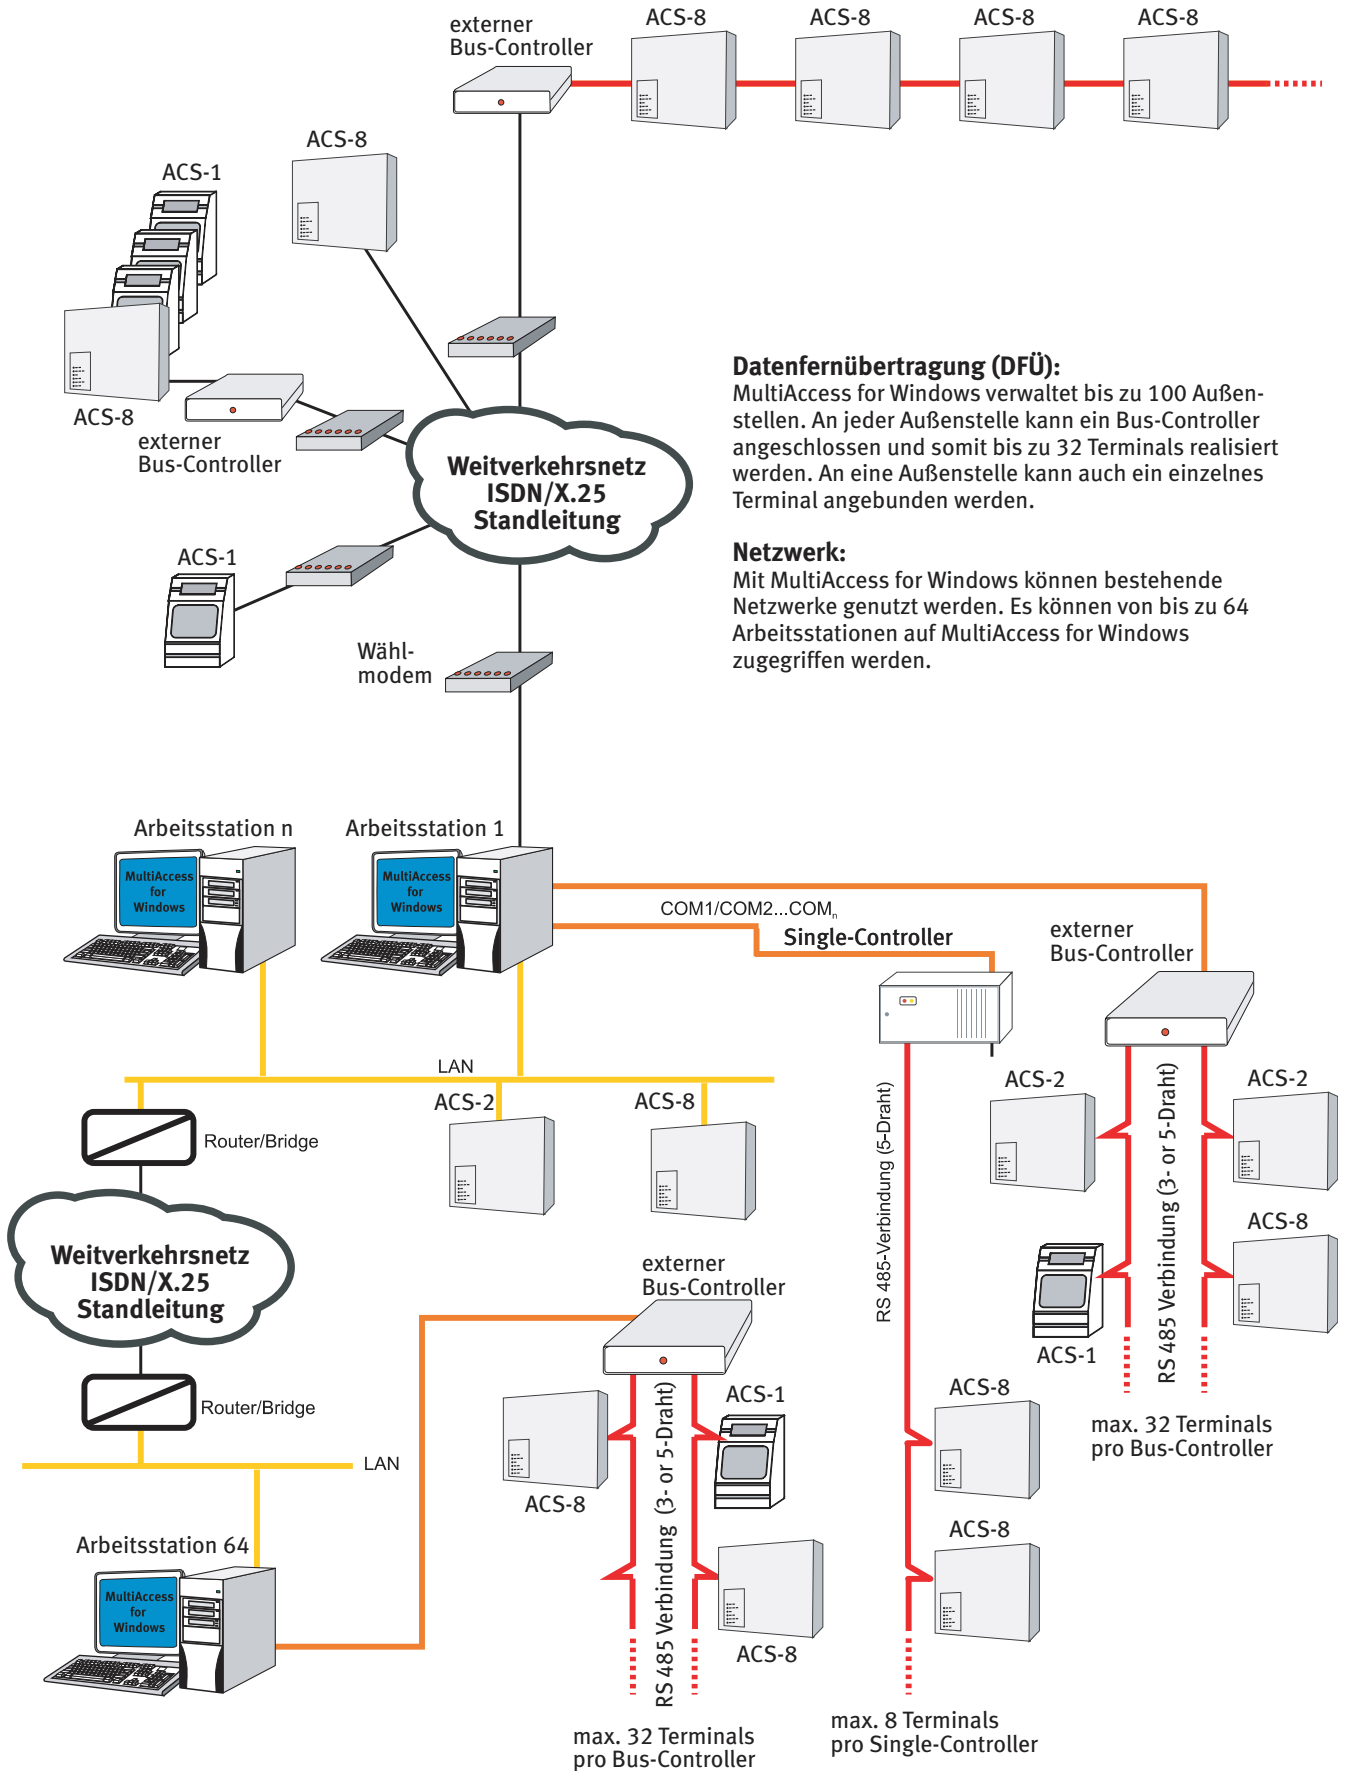 externer
Bus-Controller
ACS-8
ACS-8
ACS-8
ACS-8
ACS-8
ACS-1
ACS-8
externer
Bus-Controller
Weitverkehrsnetz
ISDN/X.25
Standleitung
Datenfernübertragung (DFÜ):
MultiAccess for Windows verwaltet bis zu 100 Außen-
stellen. An jeder Außenstelle kann ein Bus-Controller
angeschlossen und somit bis zu 32 Terminals realisiert
werden. An eine Außenstelle kann auch ein einzelnes
Terminal angebunden werden.
Netzwerk:
Mit MultiAccess for Windows können bestehende
Netzwerke genutzt werden. Es können von bis zu 64
Arbeitsstationen auf MultiAccess for Windows
zugegriffen werden.
ACS-1
Wähl-
modem
Arbeitsstation n
Arbeitsstation 1
MultiAccess
for
Windows
MultiAccess
for
Windows
COM1/COM2...COMn
Single-Controller
externer
Bus-Controller
LAN
ACS-2
ACS-8
Router/Bridge
RS 485-Verbindung (5-Draht)
ACS-2
ACS-2
RS 485 Verbindung (3- or 5-Draht)
ACS-8
ACS-1
max. 32 Terminals
pro Bus-Controller
Weitverkehrsnetz
ISDN/X.25
Standleitung
externer
Bus-Controller
Router/Bridge
LAN
ACS-1
ACS-8
RS 485 Verbindung (3- or 5-Draht)
ACS-8
ACS-8
ACS-8
Arbeitsstation 64
MultiAccess
for
Windows
max. 32 Terminals
pro Bus-Controller
max. 8 Terminals
pro Single-Controller